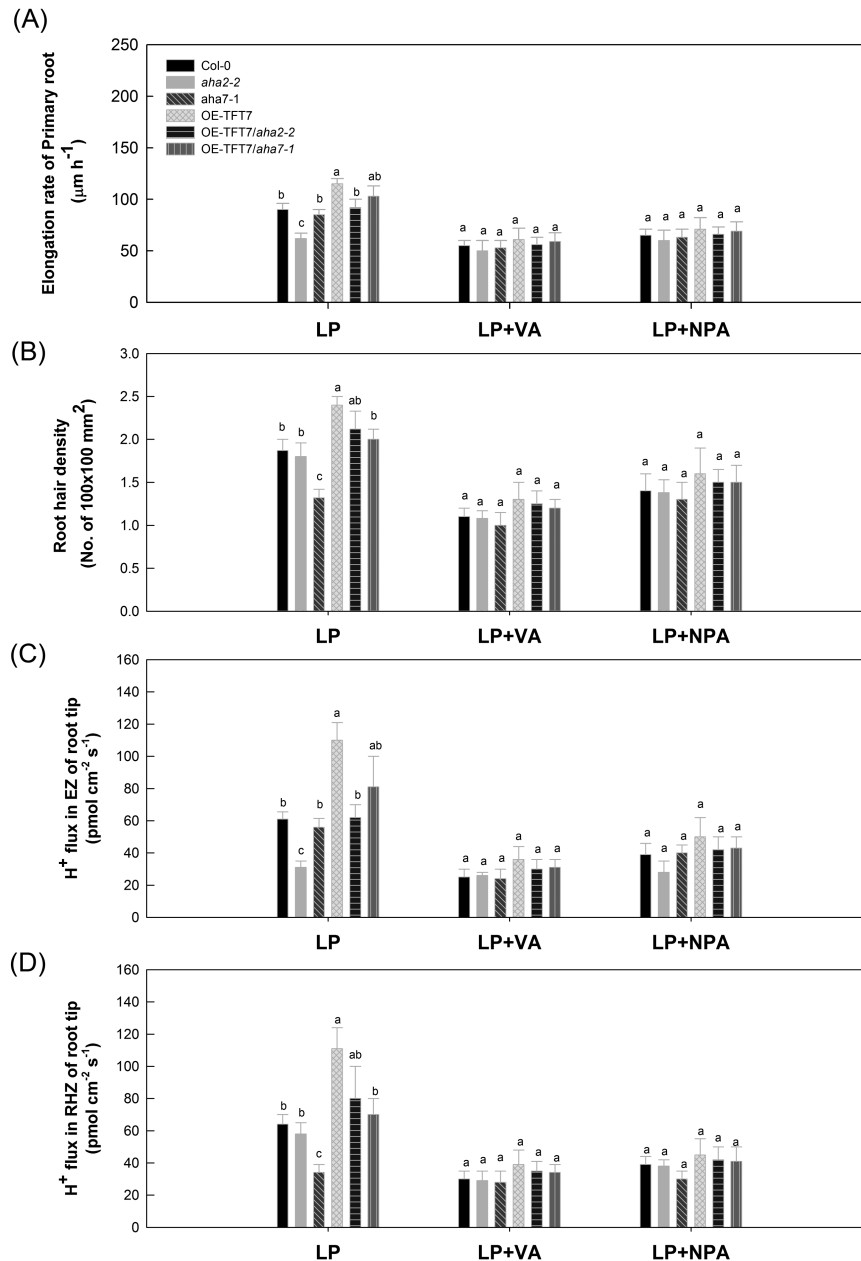 (A)
Elongation rate of Primary root
(μm h-1)
250
200
150
100
50
0
Col-0
aha2-2
aha7-1
OE-TFT7
OE-TFT7/aha2-2
OE-TFT7/aha7-1
b c b a b ab
a a a a a a
a a a a a a
LP LP+VA LP+NPA
(B)
Root hair density
(No. of 100x100 mm2)
3.0
2.5
2.0
1.5
1.0
0.5
0.0
b b c a ab b
a a a a a a
a a a a a a
LP LP+VA LP+NPA
(C)
H+ flux in EZ of root tip
(pmol cm-2 s-1)
160
140
120
100
80
60
40
20
0
b c b a b ab
a a a a a a
a a a a a a
LP LP+VA LP+NPA
(D)
H+ flux in RHZ of root tip
(pmol cm-2 s-1)
160
140
120
100
80
60
40
20
0
b b c a ab b
a a a a a a
a a a a a a
LP LP+VA LP+NPA